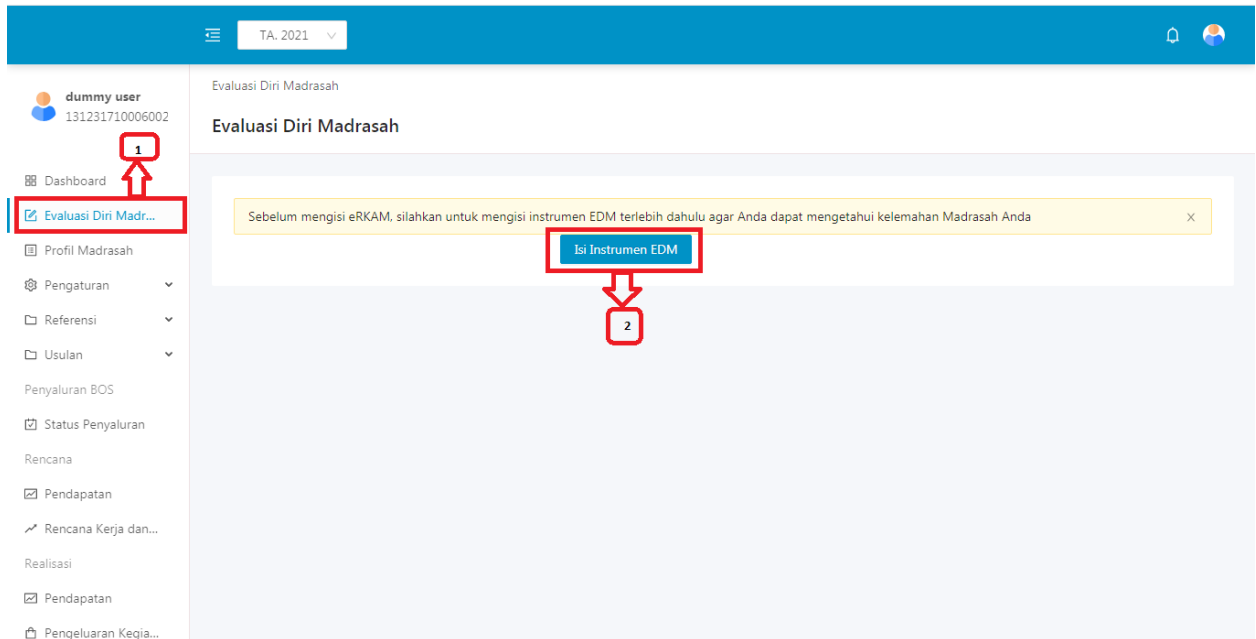 TA. 2021
dummy user
131231710006002
1
Dashboard
Evaluasi Diri Madr...
Profil Madrasah
Pengaturan
Referensi
Usulan
Penyaluran BOS
Status Penyaluran
Rencana
Pendapatan
Rencana Kerja dan...
Realisasi
Pendapatan
Pengeluaran Kegia...
Evaluasi Diri Madrasah
Evaluasi Diri Madrasah
Sebelum mengisi eRKAM, silahkan untuk mengisi instrumen EDM terlebih dahulu agar Anda dapat mengetahui kelemahan Madrasah Anda
Isi Instrumen EDM
2